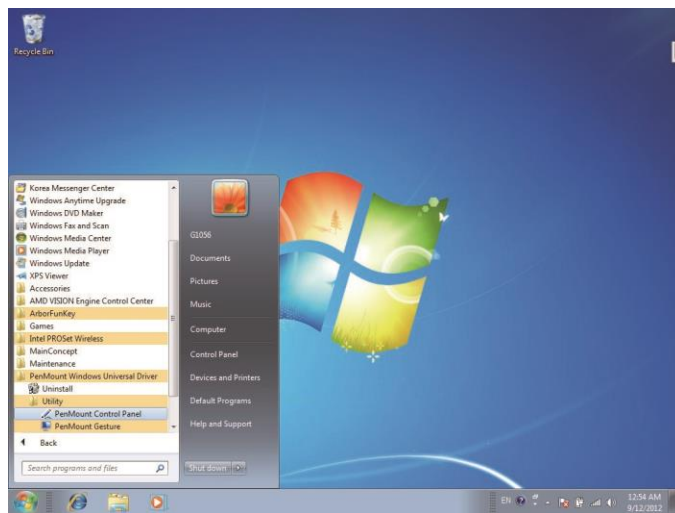 Recycle Bin
Korea Messenger Center
Windows Anytime Upgrade
Windows DVD Maker
Windows Fax and Scan
Windows Media Center
Windows Media Player
Windows Update
XPS Viewer
Accessories
AMD VISION Engine Control Center
ArborFunKey
Games
Intel PROSet Wireless
MainConcept
Maintenance
PenMount Windows Universal Driver
Uninstall
Utility
PenMount Control Panel
PenMount Gesture
Back
Search programs and files
G1056
Documents
Pictures
Music
Computer
Control Panel
Devices and Printers
Default Programs
Help and Support
Shut down
EN
12:54 AM
9/12/2012